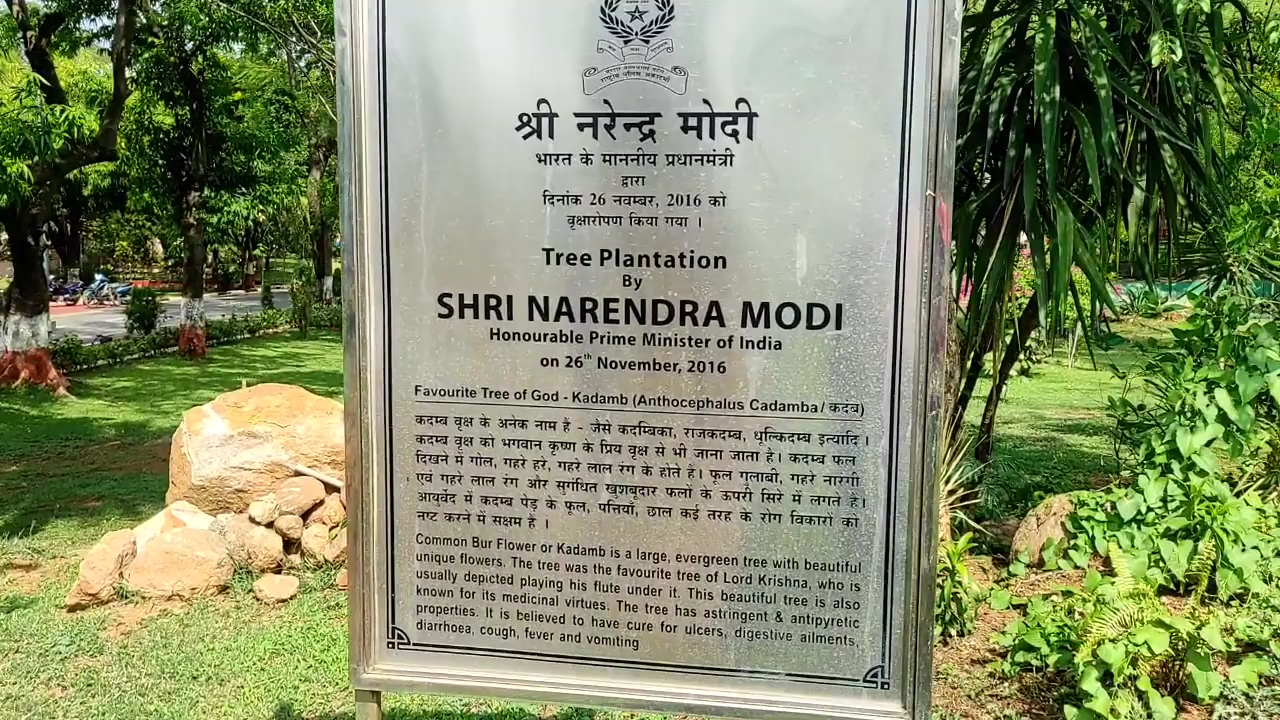 सरदार वल्लभभाई पटेल
राष्ट्रीय पुलिस अकादमी
श्री नरेन्द्र मोदी
भारत के माननीय प्रधानमंत्री
द्वारा
दिनांक 26 नवम्बर, 2016 को
वृक्षारोपण किया गया ।
Tree Plantation
By
SHRI NARENDRA MODI
Honourable Prime Minister of India
on 26th November, 2016
Favourite Tree of God - Kadamb (Anthocephalus Cadamba / कदंब)
कदम्ब वृक्ष के अनेक नाम हैं - जैसे कदम्बिका, राजकदम्ब, धूल्किदम्ब इत्यादि ।
कदम्ब वृक्ष को भगवान कृष्ण के प्रिय वृक्ष से भी जाना जाता है। कदम्ब फल
दिखने में गोल, गहरे हरे, गहरे लाल रंग के होते है। फूल गुलाबी, गहरे नारंगी
एवं गहरे लाल रंग और सुगंधित खुशबूदार फलों के ऊपरी सिरे में लगते है।
आयुर्वेद में कदम्ब पेड़ के फूल, पत्तियाँ, छाल कई तरह के रोग विकारों को
नष्ट करने में सक्षम है ।
Common Bur Flower or Kadamb is a large, evergreen tree with beautiful
unique flowers. The tree was the favourite tree of Lord Krishna, who is
usually depicted playing his flute under it. This beautiful tree is also
known for its medicinal virtues. The tree has astringent & antipyretic
properties. It is believed to have cure for ulcers, digestive ailments,
diarrhoea, cough, fever and vomiting